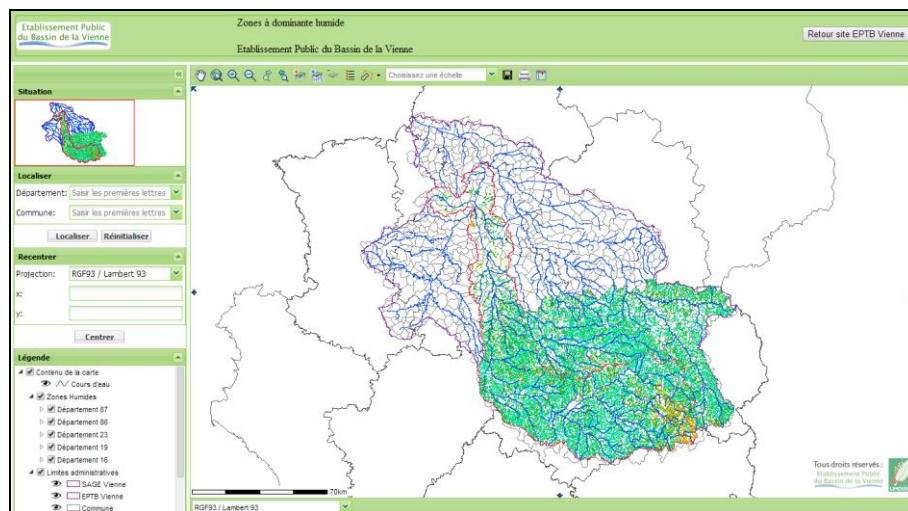 Etablissement Public
du Bassin de la Vienne
Zones à dominante humide
Etablissement Public du Bassin de la Vienne
Retour site EPTB Vienne
Choisissez une échelle
Situation
Localiser
Département: Saisir les premières lettres
Commune: Saisir les premières lettres
Localiser Réinitialiser
Recentrer
Projection: RGF93 / Lambert 93
x:
y:
Centrer
Légende
Contenu de la carte
Cours d'eau
Zones Humides
Département 87
Département 86
Département 23
Département 19
Département 16
Limites administratives
SAGE Vienne
EPTB Vienne
Commune
70km
RGF93 / Lambert 93
Tous droits réservés :
Etablissement Public
du Bassin de la Vienne
LIMOUSIN